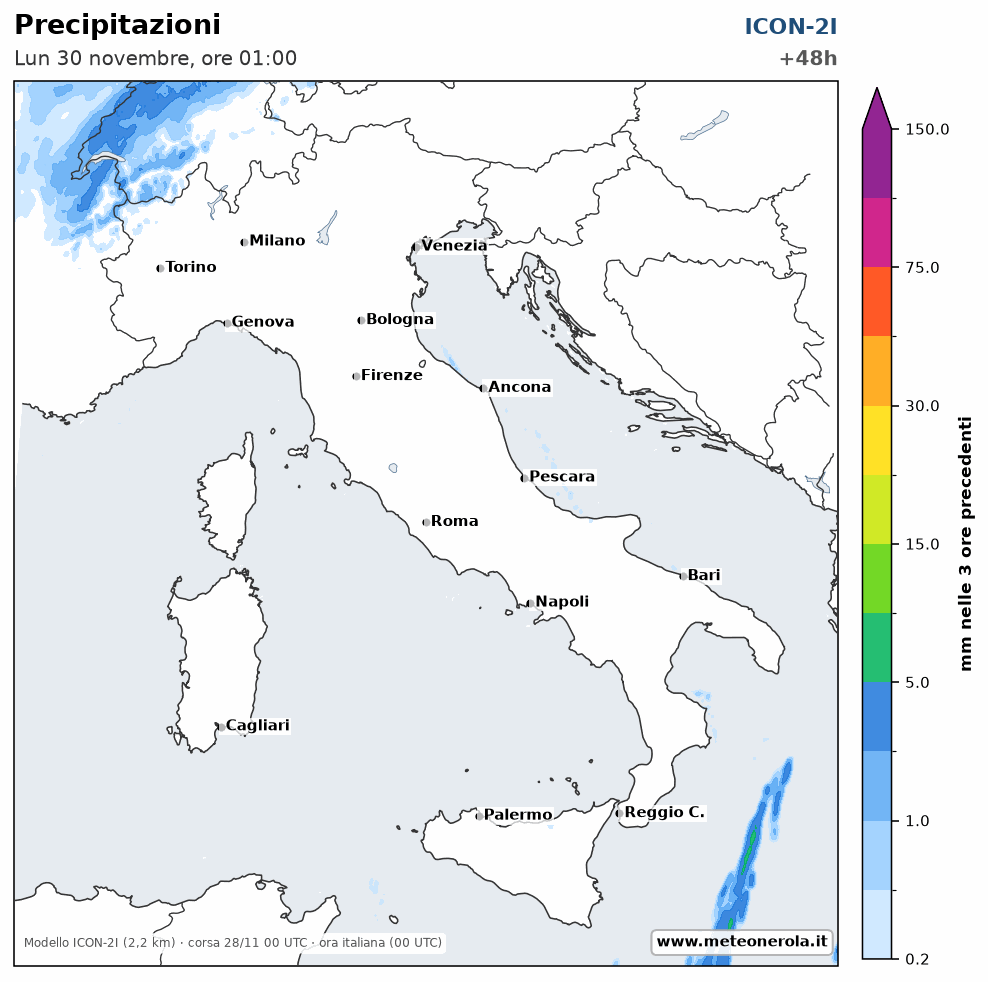 Precipitazioni
ICON-2I
Lun 30 novembre, ore 01:00
+48h
150.0
75.0
30.0
15.0
5.0
1.0
0.2
mm nelle 3 ore precedenti
Milano
Venezia
Torino
Genova
Bologna
Firenze
Ancona
Pescara
Roma
Bari
Napoli
Cagliari
Palermo
Reggio C.
Modello ICON-2I (2,2 km) · corsa 28/11 00 UTC · ora italiana (00 UTC)
www.meteonerola.it